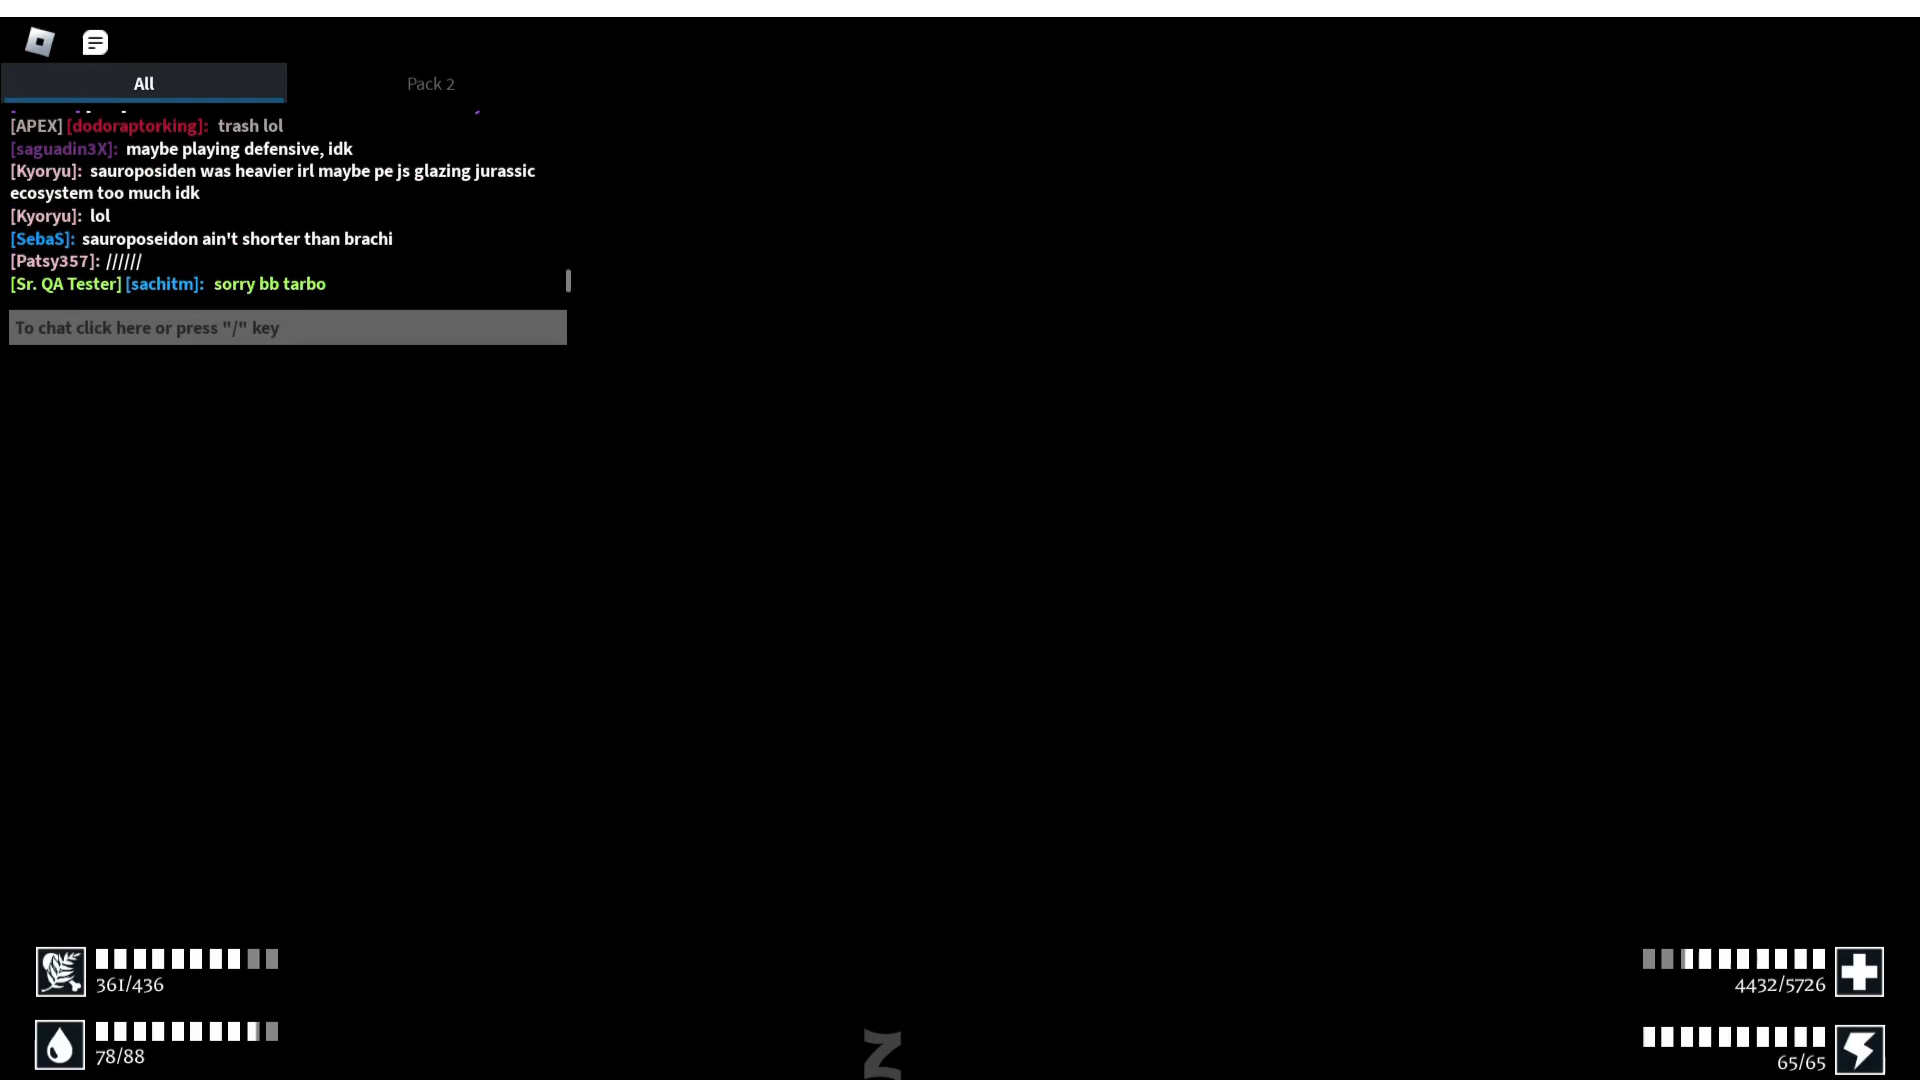 All
Pack 2
[APEX] [dodoraptorking]: trash lol
[saguadin3X]: maybe playing defensive, idk
[Kyoryu]: sauroposiden was heavier irl maybe pe js glazing jurassic
ecosystem too much idk
[Kyoryu]: lol
[SebaS]: sauroposeidon ain't shorter than brachi
[Patsy357]: //////
[Sr. QA Tester] [sachitm]: sorry bb tarbo
To chat click here or press "/" key
361/436
4432/5726
78/88
65/65